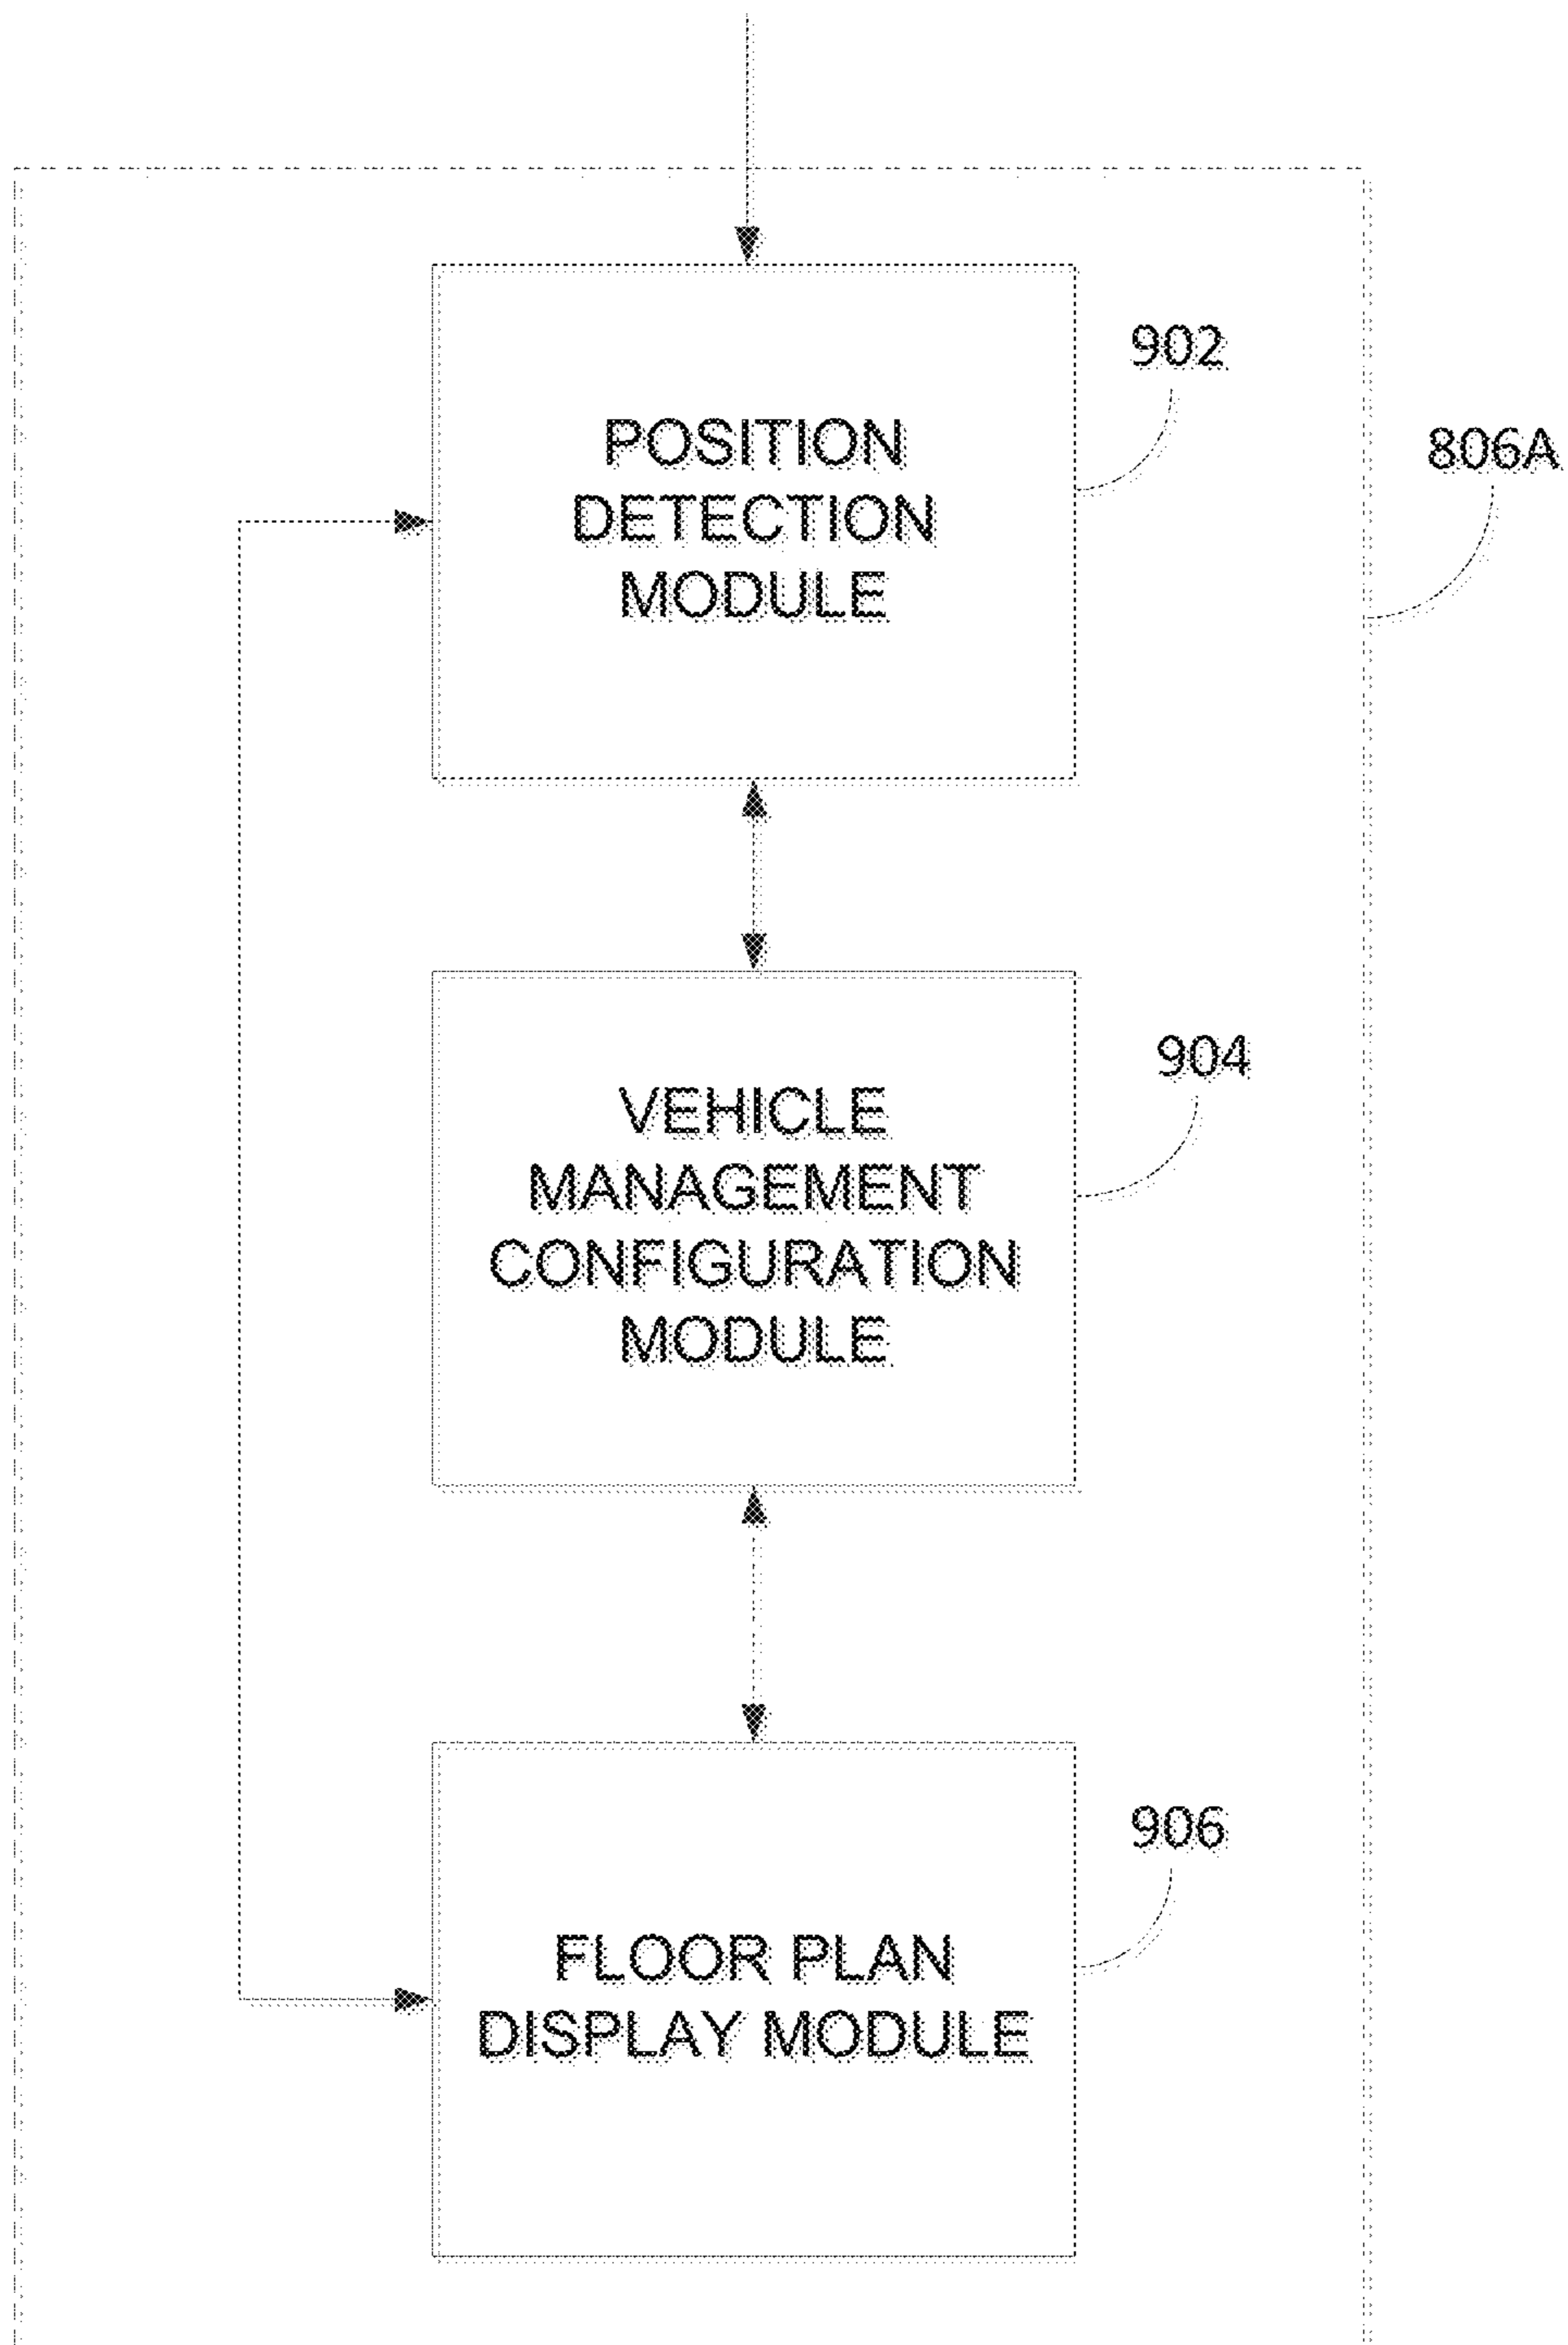 902
806A
POSITION
DETECTION
MODULE
904
VEHICLE
MANAGEMENT
CONFIGURATION
MODULE
906
FLOOR PLAN
DISPLAY MODULE